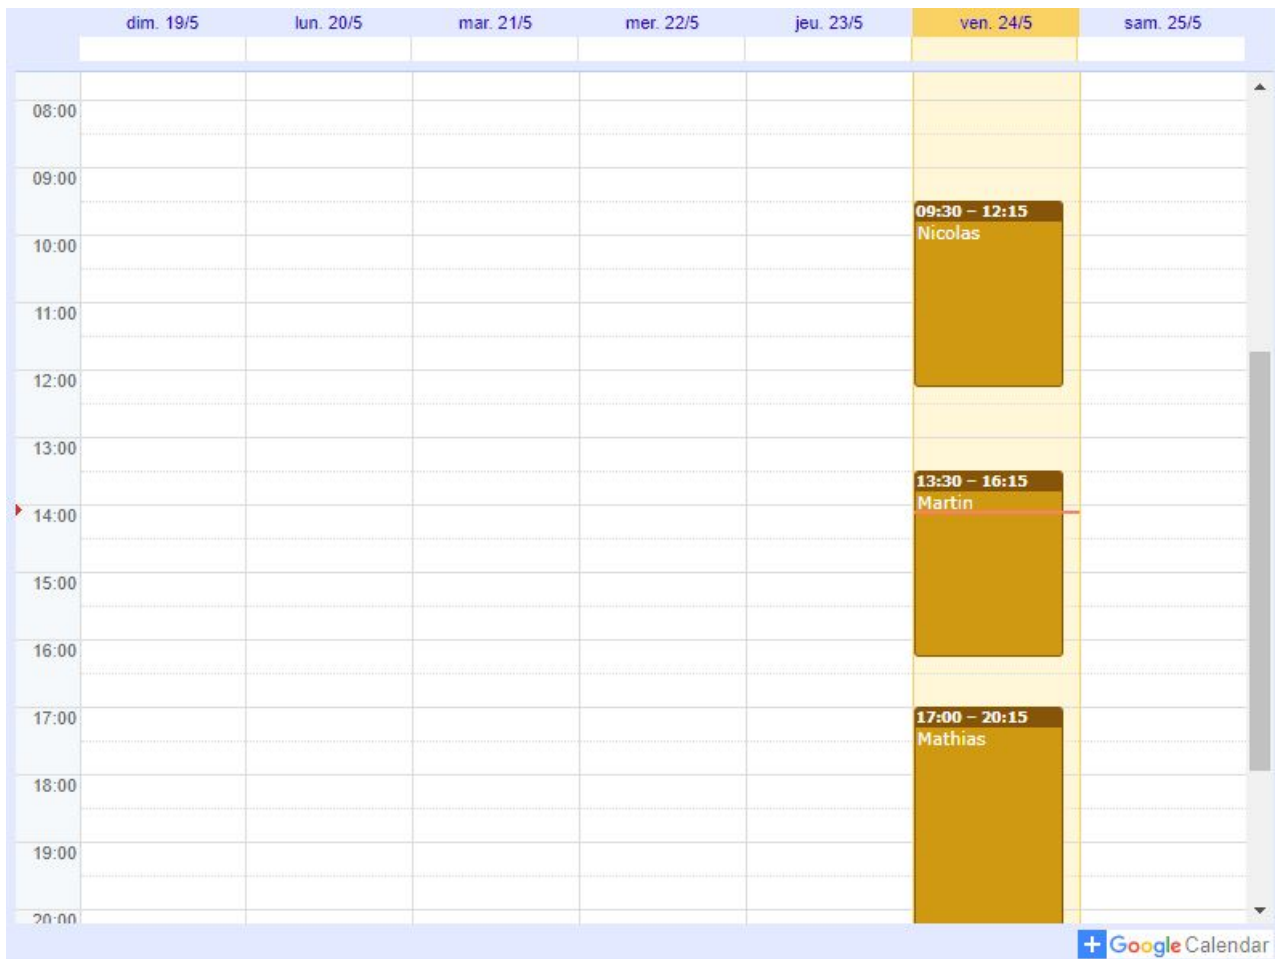 dim. 19/5 lun. 20/5 mar. 21/5 mer. 22/5 jeu. 23/5 ven. 24/5 sam. 25/5
08:00
09:00
09:30 – 12:15
Nicolas
10:00
11:00
12:00
13:00
13:30 – 16:15
Martin
14:00
15:00
16:00
17:00
17:00 – 20:15
Mathias
18:00
19:00
20:00
Google Calendar